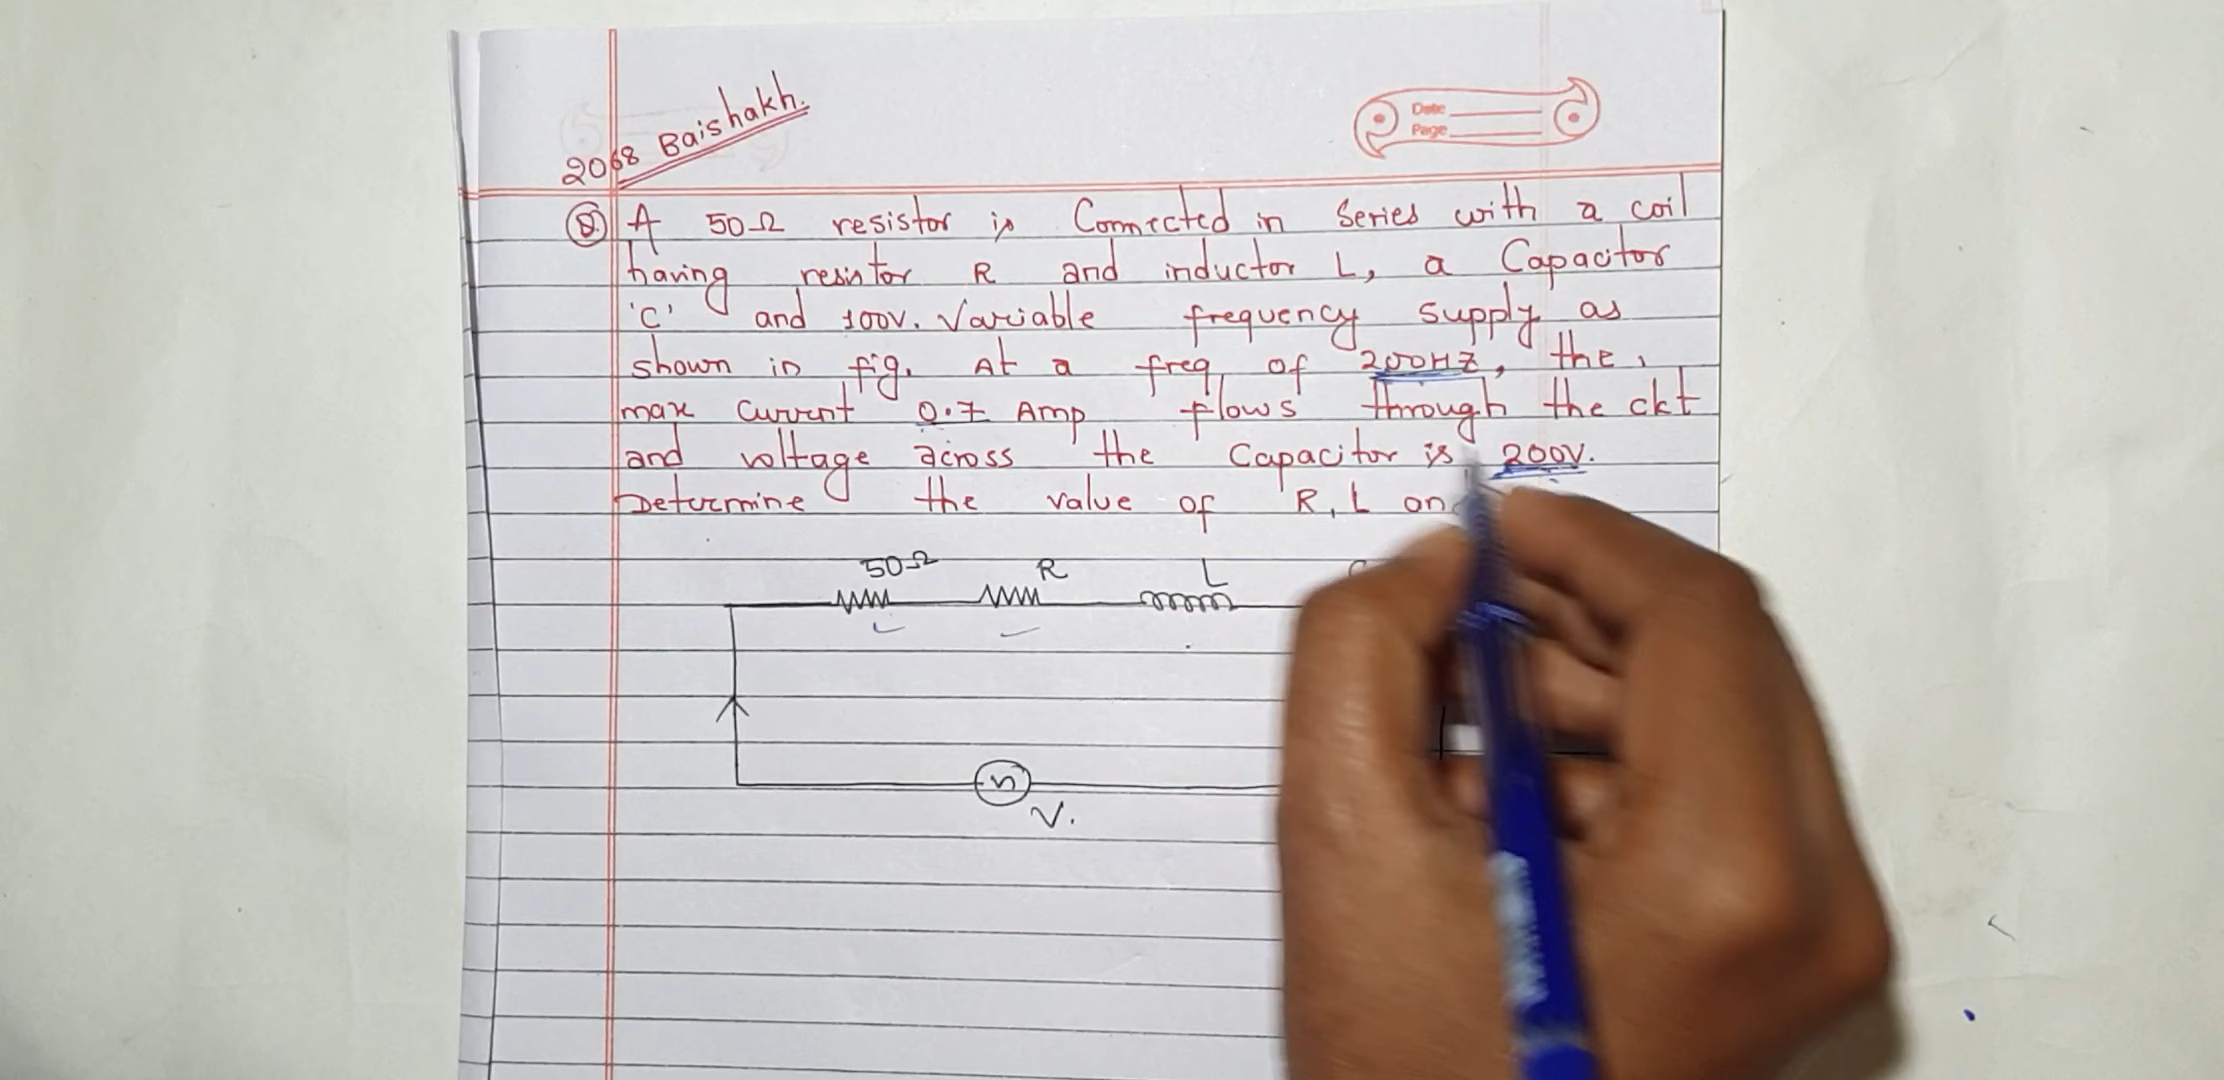 2068 Baishakh.
Date
Page
Q. A 50Ω resistor is Connected in Series with a coil
having resistor R and inductor L, a Capacitor
'C' and 100V. Variable frequency supply as
shown in fig. At a freq. of 200HZ, the
max current 0.7 Amp flows through the ckt
and voltage across the Capacitor is 200V.
Determine the value of R, L an
50Ω R L
V.